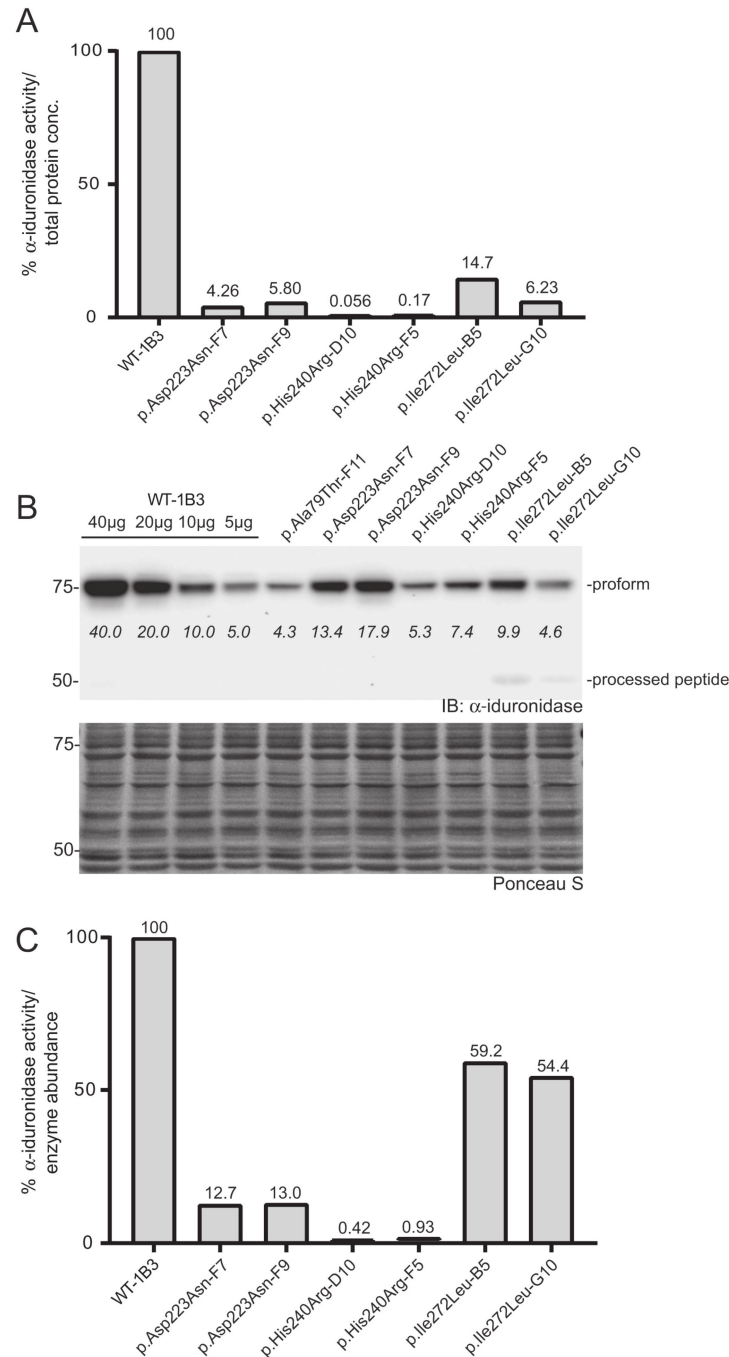 A
% α-iduronidase activity/
total protein conc.
100
50
0
100
4.26
5.80
0.056
0.17
14.7
6.23
WT-1B3
p.Asp223Asn-F7
p.Asp223Asn-F9
p.His240Arg-D10
p.His240Arg-F5
p.Ile272Leu-B5
p.Ile272Leu-G10
B
WT-1B3
40µg 20µg 10µg 5µg
p.Ala79Thr-F11
p.Asp223Asn-F7
p.Asp223Asn-F9
p.His240Arg-D10
p.His240Arg-F5
p.Ile272Leu-B5
p.Ile272Leu-G10
75-
-proform
40.0 20.0 10.0 5.0 4.3 13.4 17.9 5.3 7.4 9.9 4.6
50-
-processed peptide
IB: α-iduronidase
75-
50-
Ponceau S
C
% α-iduronidase activity/
enzyme abundance
100
50
0
100
12.7
13.0
0.42
0.93
59.2
54.4
WT-1B3
p.Asp223Asn-F7
p.Asp223Asn-F9
p.His240Arg-D10
p.His240Arg-F5
p.Ile272Leu-B5
p.Ile272Leu-G10